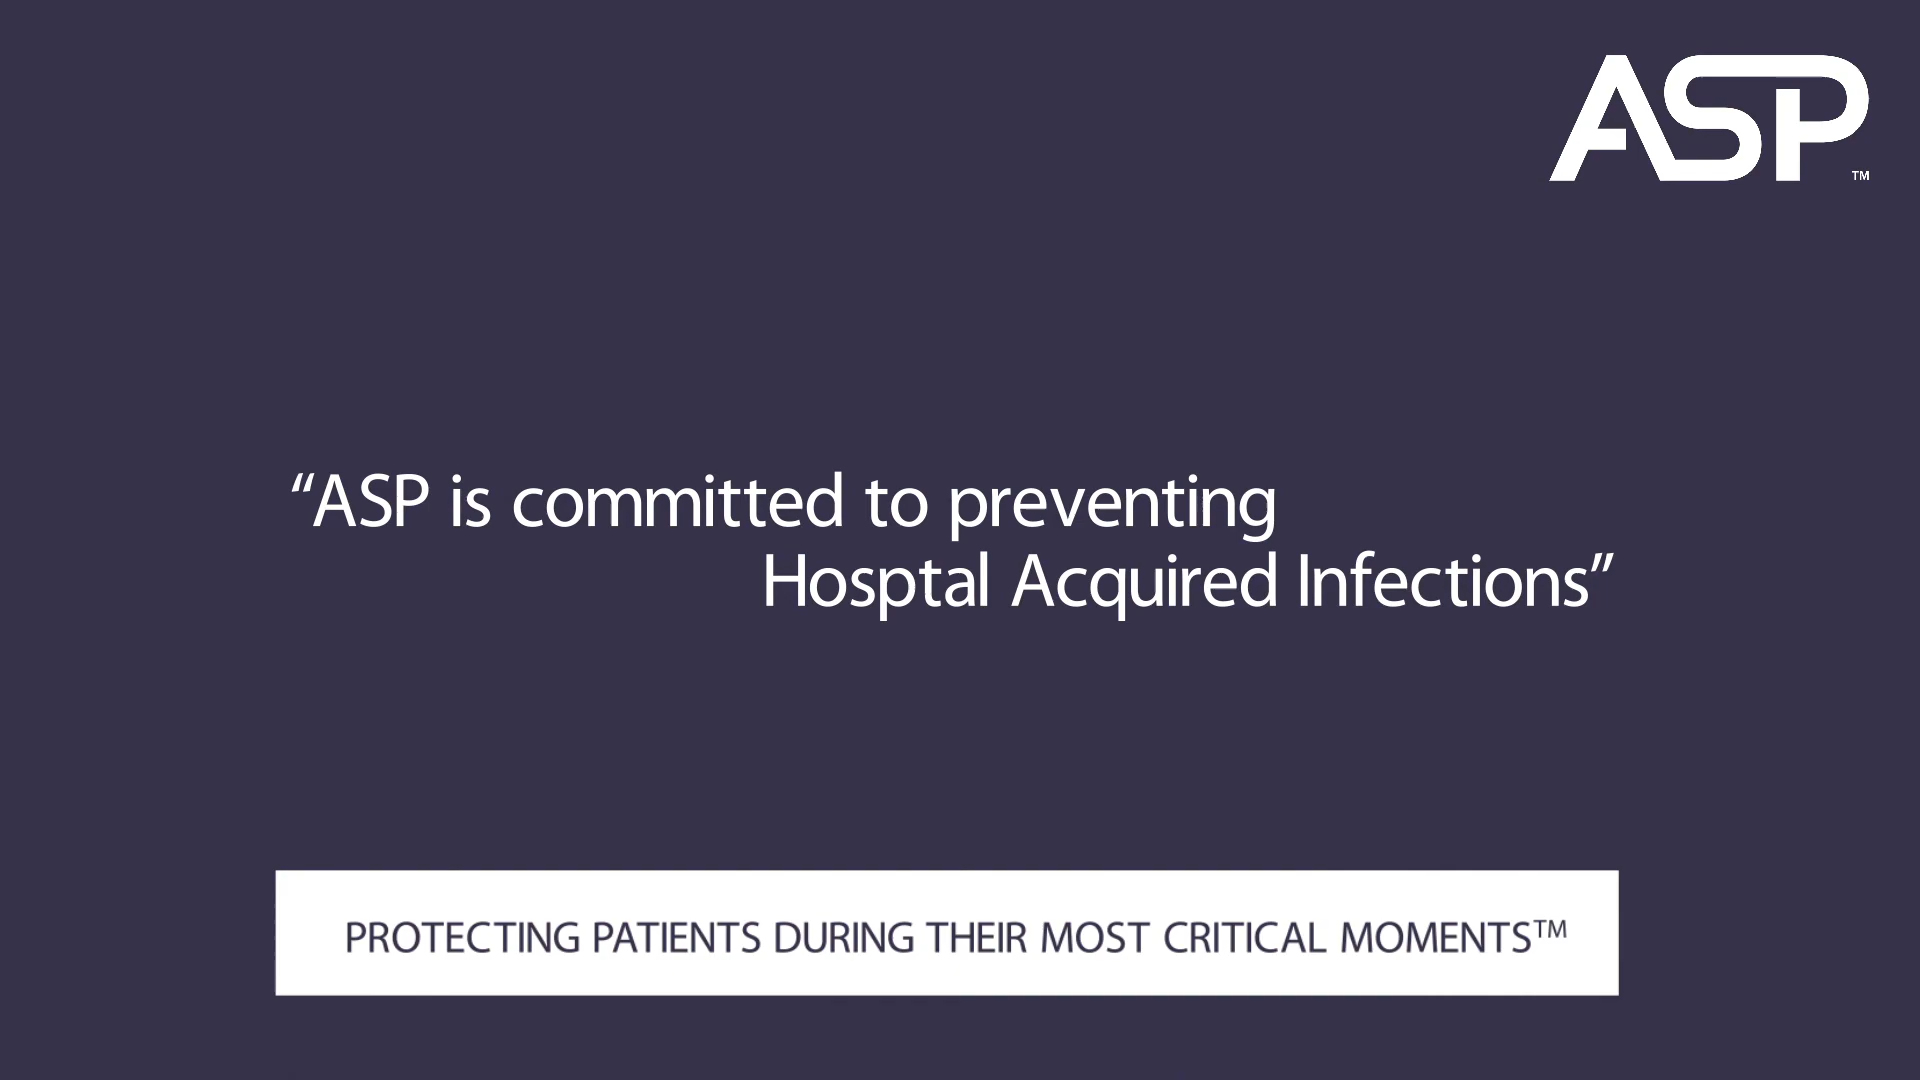 ASP™
“ASP is committed to preventing
Hosptal Acquired Infections”
PROTECTING PATIENTS DURING THEIR MOST CRITICAL MOMENTS™